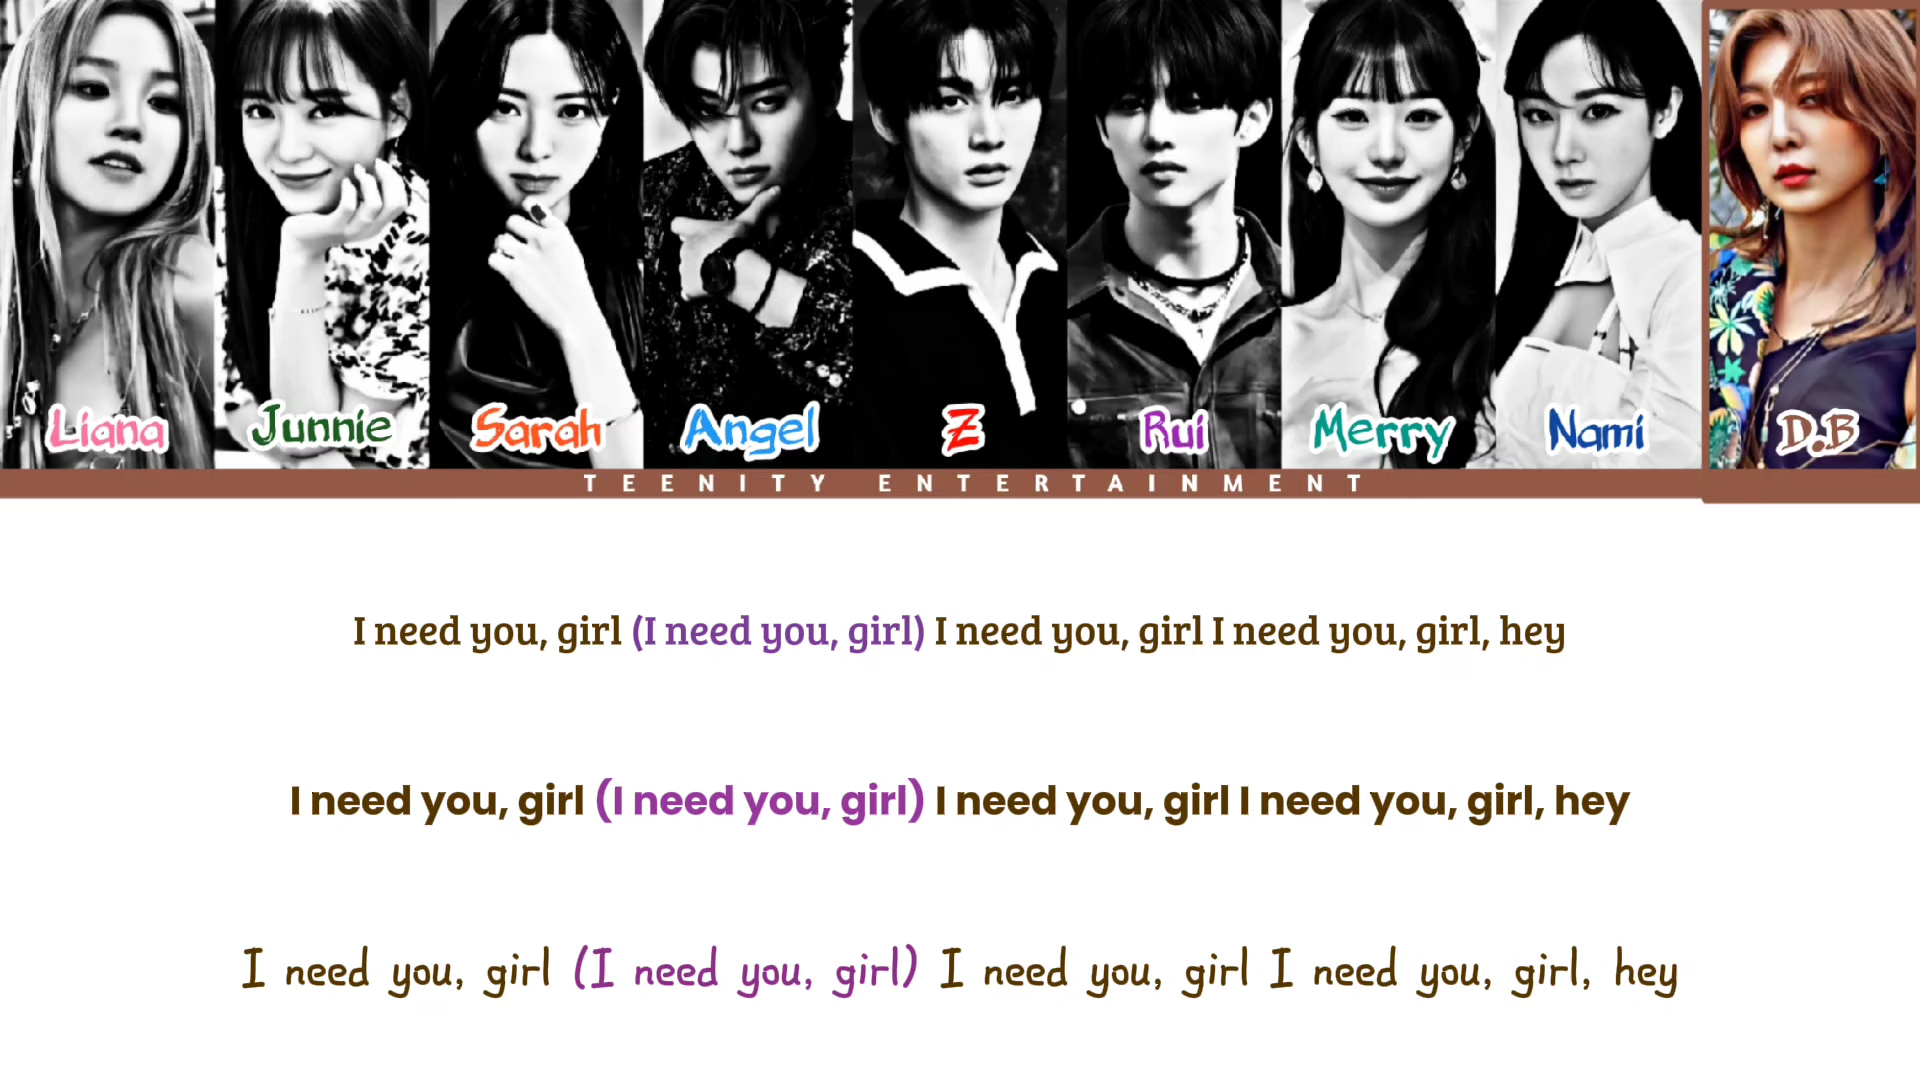 Liana Junnie Sarah Angel Z Rui Merry Nami D.B
TEENITY ENTERTAINMENT
I need you, girl (I need you, girl) I need you, girl I need you, girl, hey
I need you, girl (I need you, girl) I need you, girl I need you, girl, hey
I need you, girl (I need you, girl) I need you, girl I need you, girl, hey